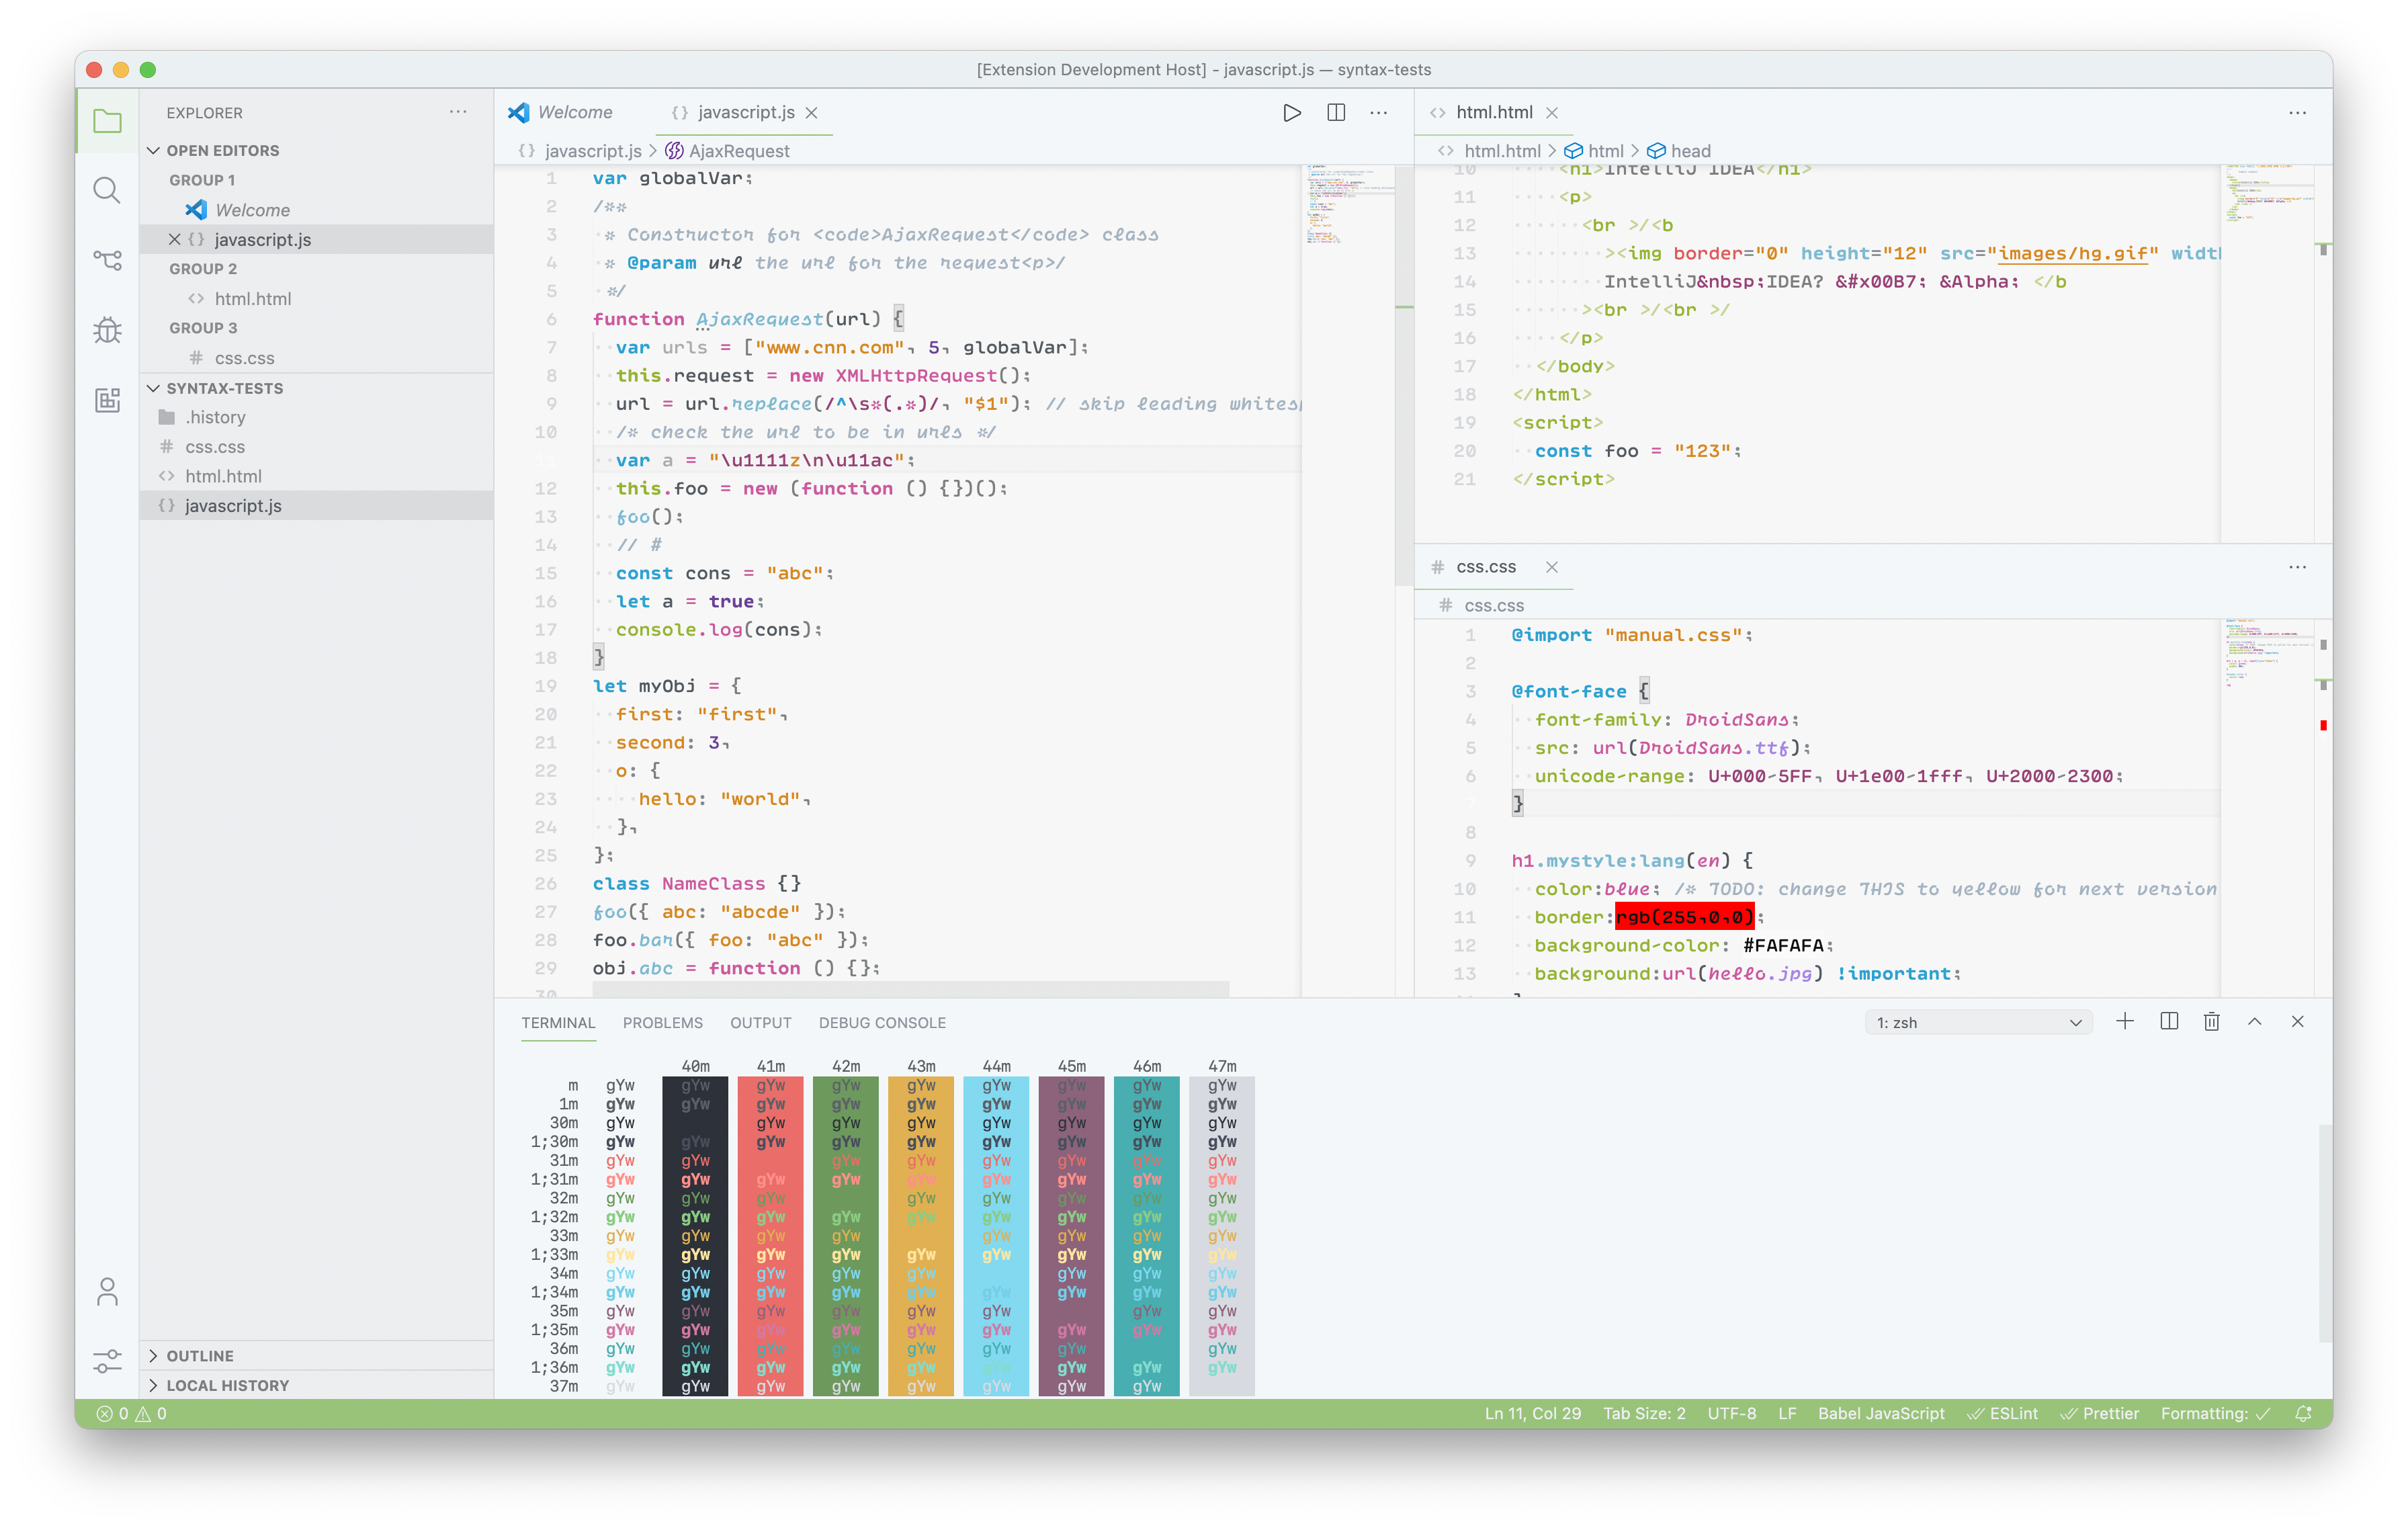 [Extension Development Host] - javascript.js — syntax-tests
EXPLORER
OPEN EDITORS
GROUP 1
Welcome
javascript.js
GROUP 2
html.html
GROUP 3
css.css
SYNTAX-TESTS
.history
css.css
html.html
javascript.js
OUTLINE
LOCAL HISTORY
Welcome
javascript.js
javascript.js > AjaxRequest
1 var globalVar;
2 /**
3 * Constructor for <code>AjaxRequest</code> class
4 * @param url the url for the request<p>/
5 */
6 function AjaxRequest(url) {
7 var urls = ["www.cnn.com", 5, globalVar];
8 this.request = new XMLHttpRequest();
9 url = url.replace(/^\s*(.*)/, "$1"); // skip leading whites
10 /* check the url to be in urls */
11 var a = "\u1111z\n\u11ac";
12 this.foo = new (function () {})();
13 foo();
14 // #
15 const cons = "abc";
16 let a = true;
17 console.log(cons);
18 }
19 let myObj = {
20 first: "first",
21 second: 3,
22 o: {
23 hello: "world",
24 },
25 };
26 class NameClass {}
27 foo({ abc: "abcde" });
28 foo.bar({ foo: "abc" });
29 obj.abc = function () {};
30
html.html
html.html > html > head
10 <h1>IntelliJ IDEA</h1>
11 <p>
12 <br >/<b
13 ><img border="0" height="12" src="images/hg.gif" width
14 IntelliJ&nbsp;IDEA? &#x00B7; &Alpha; </b
15 ><br >/<br >/
16 </p>
17 </body>
18 </html>
19 <script>
20 const foo = "123";
21 </script>
css.css
css.css
1 @import "manual.css";
2
3 @font-face {
4 font-family: DroidSans;
5 src: url(DroidSans.ttf);
6 unicode-range: U+000-5FF, U+1e00-1fff, U+2000-2300;
}
8
9 h1.mystyle:lang(en) {
10 color:blue; /* TODO: change THIS to yellow for next version
11 border:rgb(255,0,0);
12 background-color: #FAFAFA;
13 background:url(hello.jpg) !important;
TERMINAL PROBLEMS OUTPUT DEBUG CONSOLE
1: zsh
40m 41m 42m 43m 44m 45m 46m 47m
m gYw gYw gYw gYw gYw gYw gYw gYw gYw
1m gYw gYw gYw gYw gYw gYw gYw gYw gYw
30m gYw gYw gYw gYw gYw gYw gYw gYw
1;30m gYw gYw gYw gYw gYw gYw gYw gYw gYw
31m gYw gYw gYw gYw gYw gYw gYw gYw
1;31m gYw gYw gYw gYw gYw gYw gYw gYw gYw
32m gYw gYw gYw gYw gYw gYw gYw gYw
1;32m gYw gYw gYw gYw gYw gYw gYw gYw gYw
33m gYw gYw gYw gYw gYw gYw gYw gYw
1;33m gYw gYw gYw gYw gYw gYw gYw gYw gYw
34m gYw gYw gYw gYw gYw gYw gYw gYw
1;34m gYw gYw gYw gYw gYw gYw gYw gYw gYw
35m gYw gYw gYw gYw gYw gYw gYw gYw
1;35m gYw gYw gYw gYw gYw gYw gYw gYw gYw
36m gYw gYw gYw gYw gYw gYw gYw gYw
1;36m gYw gYw gYw gYw gYw gYw gYw gYw gYw
37m gYw gYw gYw gYw gYw gYw gYw gYw
0 0
Ln 11, Col 29 Tab Size: 2 UTF-8 LF Babel JavaScript ESLint Prettier Formatting: